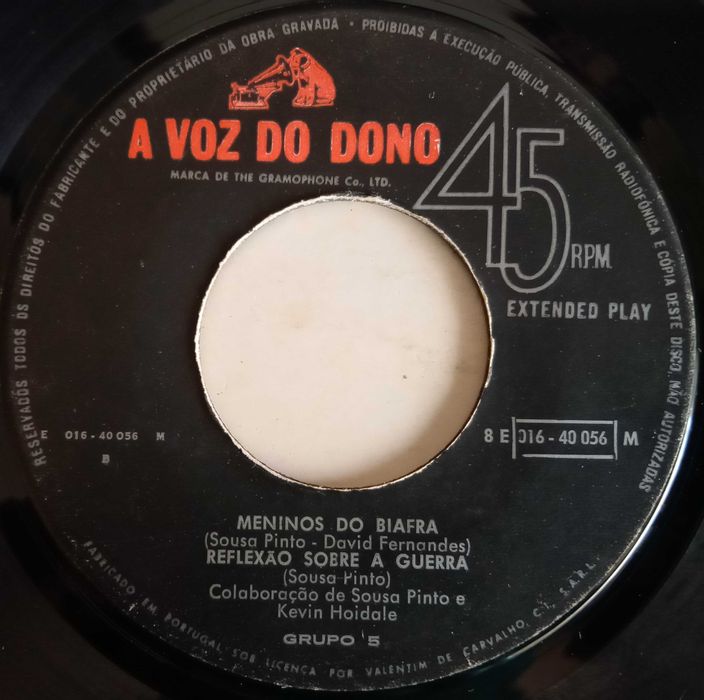 RESERVADOS TODOS OS DIREITOS DO FABRICANTE E DO PROPRIETÁRIO DA OBRA GRAVADA • PROIBIDAS A EXECUÇÃO PÚBLICA, TRANSMISSÃO RADIOFÓNICA E CÓPIA DESTE DISCO, NÃO AUTORIZADAS
A VOZ DO DONO
MARCA DE THE GRAMOPHONE Co., LTD.
45
RPM
EXTENDED PLAY
E 016 - 40 056 M
B
8 E 016 - 40 056 M
MENINOS DO BIAFRA
(Sousa Pinto - David Fernandes)
REFLEXÃO SOBRE A GUERRA
(Sousa Pinto)
Colaboração de Sousa Pinto e
Kevin Hoidale
GRUPO 5
FABRICADO EM PORTUGAL SOB LICENÇA POR VALENTIM DE CARVALHO, C.I., S.A.R.L.